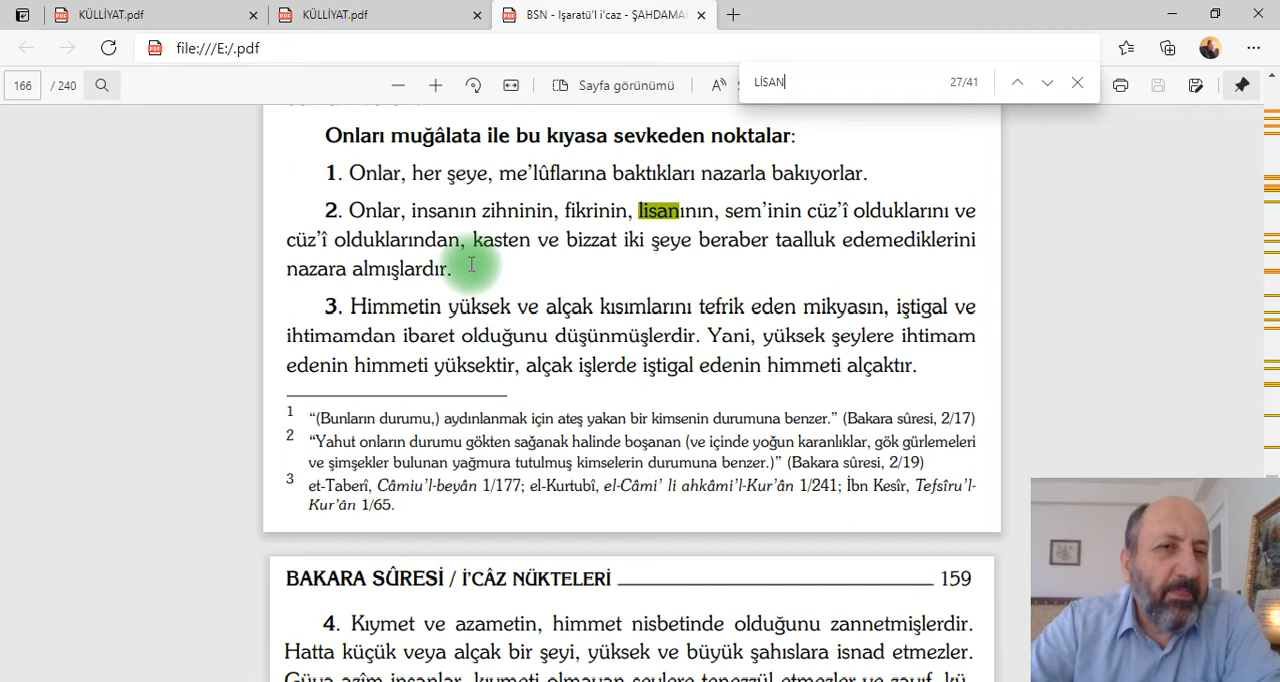 KÜLLİYAT.pdf
KÜLLİYAT.pdf
BSN - Işaratü'l i'caz - ŞAHDAMA
file:///E:/.pdf
166 / 240
Sayfa görünümü
LİSAN
27/41
Onları muğâlata ile bu kıyasa sevkeden noktalar:
1. Onlar, her şeye, me'lûflarına baktıkları nazarla bakıyorlar.
2. Onlar, insanın zihninin, fikrinin, lisanının, sem'inin cüz'î olduklarını ve
cüz'î olduklarından, kasten ve bizzat iki şeye beraber taalluk edemediklerini
nazara almışlardır.
3. Himmetin yüksek ve alçak kısımlarını tefrik eden mikyasın, iştigal ve
ihtimamdan ibaret olduğunu düşünmüşlerdir. Yani, yüksek şeylere ihtimam
edenin himmeti yüksektir, alçak işlerde iştigal edenin himmeti alçaktır.
1 “(Bunların durumu,) aydınlanmak için ateş yakan bir kimsenin durumuna benzer.” (Bakara sûresi, 2/17)
2 “Yahut onların durumu gökten sağanak halinde boşanan (ve içinde yoğun karanlıklar, gök gürlemeleri
ve şimşekler bulunan yağmura tutulmuş kimselerin durumuna benzer.)” (Bakara sûresi, 2/19)
3 et-Taberî, Câmiu'l-beyân 1/177; el-Kurtubî, el-Câmi' li ahkâmi'l-Kur'ân 1/241; İbn Kesîr, Tefsîru'l-
Kur'ân 1/65.
BAKARA SÛRESİ / İ'CÂZ NÜKTELERİ 159
4. Kıymet ve azametin, himmet nisbetinde olduğunu zannetmişlerdir.
Hatta küçük veya alçak bir şeyi, yüksek ve büyük şahıslara isnad etmezler.